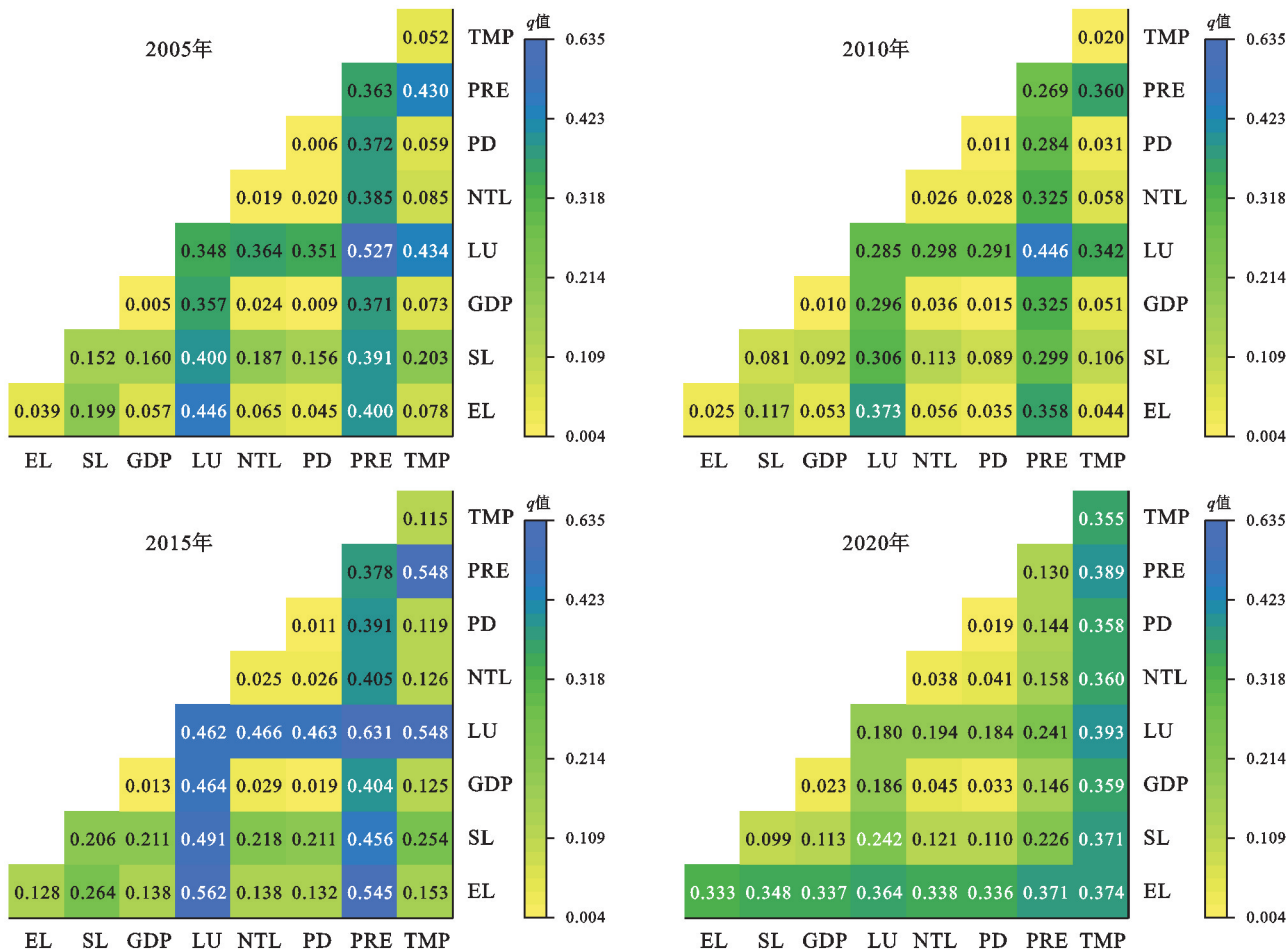 2005年
q值
0.052 TMP 0.635
0.363 0.430 PRE
0.423
0.006 0.372 0.059 PD
0.019 0.020 0.385 0.085 NTL 0.318
0.348 0.364 0.351 0.527 0.434 LU
0.214
0.005 0.357 0.024 0.009 0.371 0.073 GDP
0.152 0.160 0.400 0.187 0.156 0.391 0.203 SL 0.109
0.039 0.199 0.057 0.446 0.065 0.045 0.400 0.078 EL
0.004
EL SL GDP LU NTL PD PRE TMP
2010年
q值
0.020 TMP 0.635
0.269 0.360 PRE
0.423
0.011 0.284 0.031 PD
0.026 0.028 0.325 0.058 NTL 0.318
0.285 0.298 0.291 0.446 0.342 LU
0.214
0.010 0.296 0.036 0.015 0.325 0.051 GDP
0.081 0.092 0.306 0.113 0.089 0.299 0.106 SL 0.109
0.025 0.117 0.053 0.373 0.056 0.035 0.358 0.044 EL
0.004
EL SL GDP LU NTL PD PRE TMP
2015年
q值
0.115 TMP 0.635
0.378 0.548 PRE
0.423
0.011 0.391 0.119 PD
0.025 0.026 0.405 0.126 NTL 0.318
0.462 0.466 0.463 0.631 0.548 LU
0.214
0.013 0.464 0.029 0.019 0.404 0.125 GDP
0.206 0.211 0.491 0.218 0.211 0.456 0.254 SL 0.109
0.128 0.264 0.138 0.562 0.138 0.132 0.545 0.153 EL
0.004
EL SL GDP LU NTL PD PRE TMP
2020年
q值
0.355 TMP 0.635
0.130 0.389 PRE
0.423
0.019 0.144 0.358 PD
0.038 0.041 0.158 0.360 NTL 0.318
0.180 0.194 0.184 0.241 0.393 LU
0.214
0.023 0.186 0.045 0.033 0.146 0.359 GDP
0.099 0.113 0.242 0.121 0.110 0.226 0.371 SL 0.109
0.333 0.348 0.337 0.364 0.338 0.336 0.371 0.374 EL
0.004
EL SL GDP LU NTL PD PRE TMP